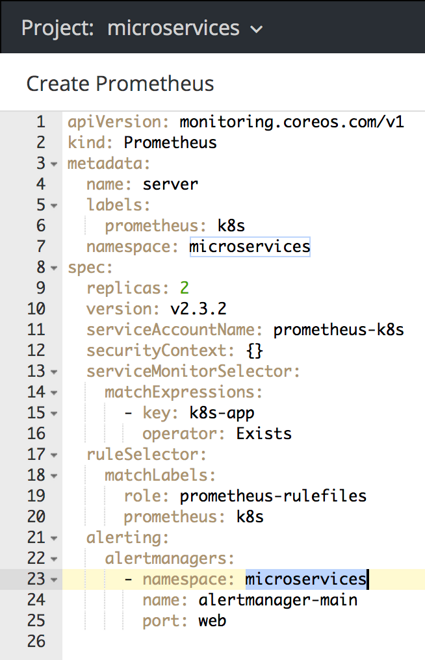 Project: microservices
Create Prometheus
1 apiVersion: monitoring.coreos.com/v1
2 kind: Prometheus
3 metadata:
4   name: server
5   labels:
6     prometheus: k8s
7   namespace: microservices
8 spec:
9   replicas: 2
10   version: v2.3.2
11   serviceAccountName: prometheus-k8s
12   securityContext: {}
13   serviceMonitorSelector:
14     matchExpressions:
15       - key: k8s-app
16         operator: Exists
17   ruleSelector:
18     matchLabels:
19       role: prometheus-rulefiles
20       prometheus: k8s
21   alerting:
22     alertmanagers:
23       - namespace: microservices
24         name: alertmanager-main
25         port: web
26